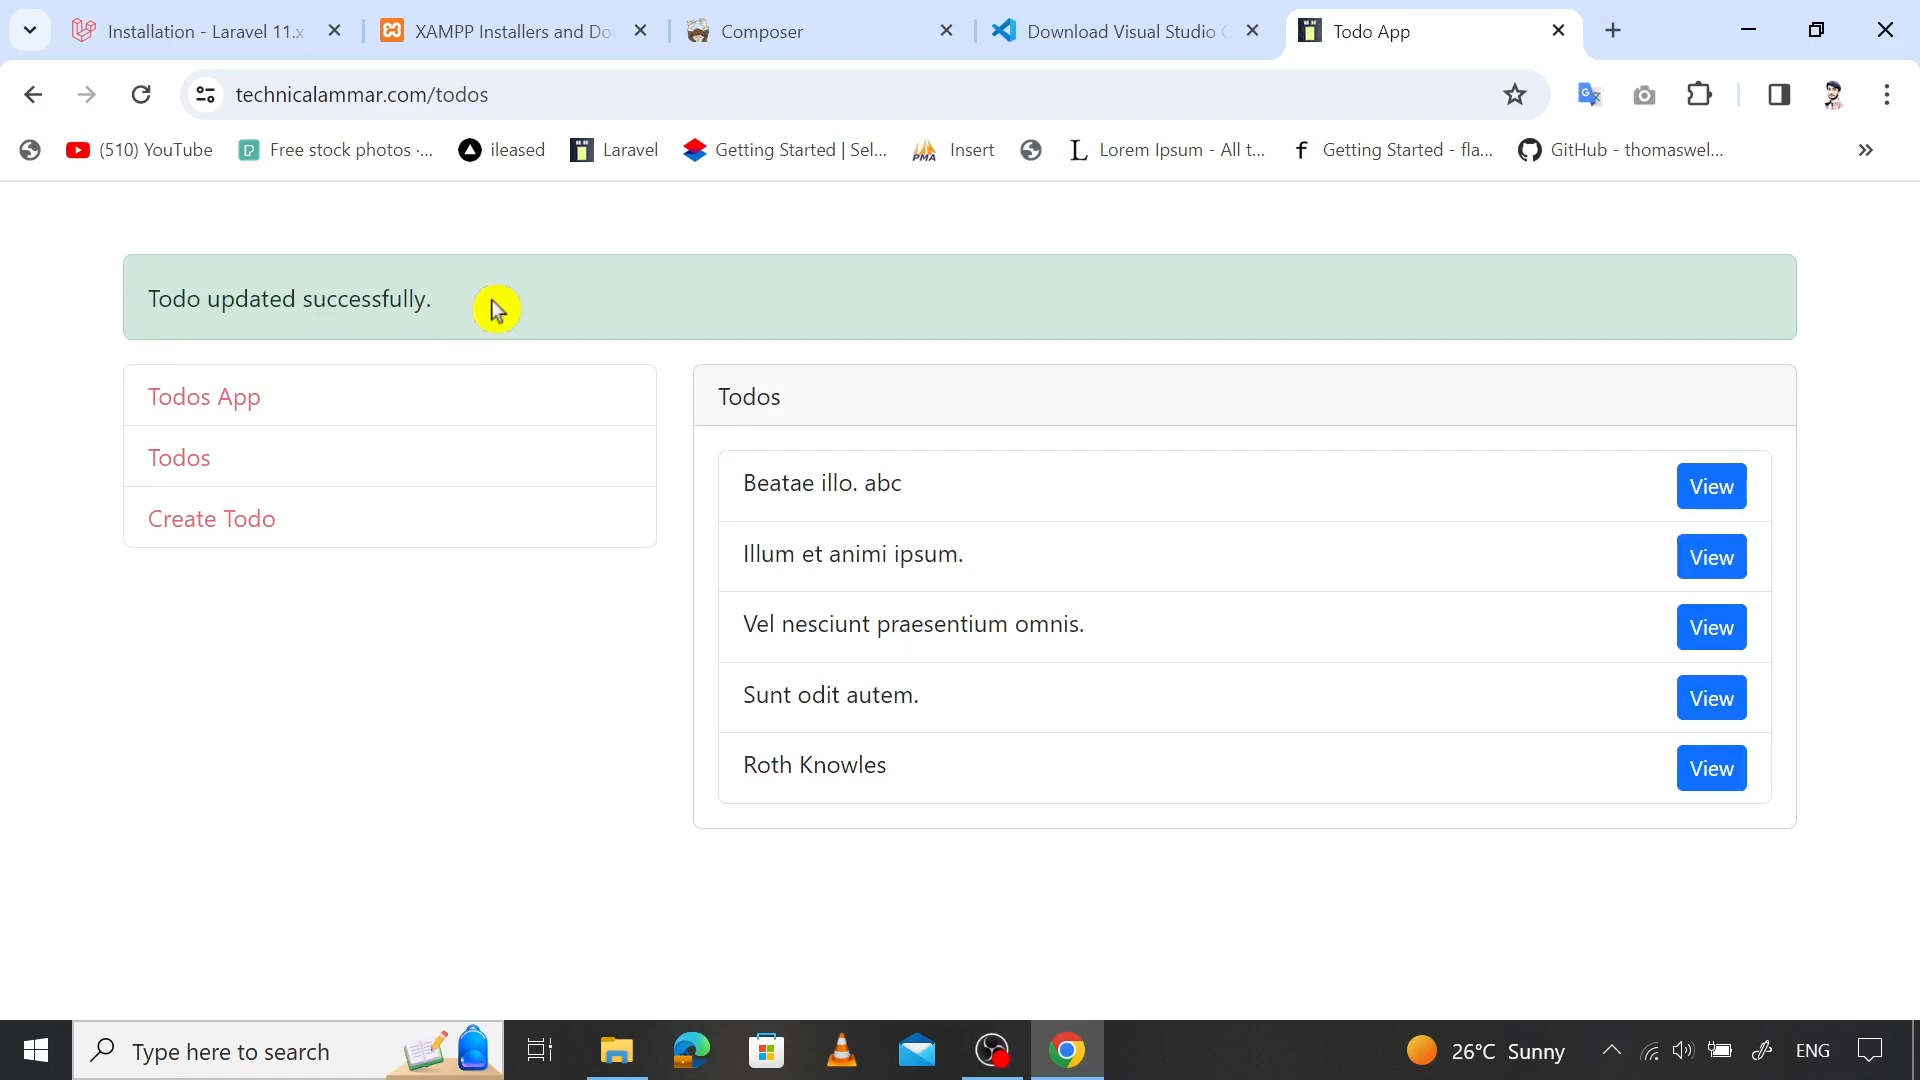 Installation - Laravel 11.x
XAMPP Installers and Do
Composer
Download Visual Studio
Todo App
technicalammar.com/todos
(510) YouTube
Free stock photos ·...
ileased
Laravel
Getting Started | Sel...
PMA
Insert
Lorem Ipsum - All t...
Getting Started - fla...
GitHub - thomaswel...
Todo updated successfully.
Todos App
Todos
Create Todo
Todos
Beatae illo. abc
View
Illum et animi ipsum.
View
Vel nesciunt praesentium omnis.
View
Sunt odit autem.
View
Roth Knowles
View
Type here to search
26°C Sunny
ENG